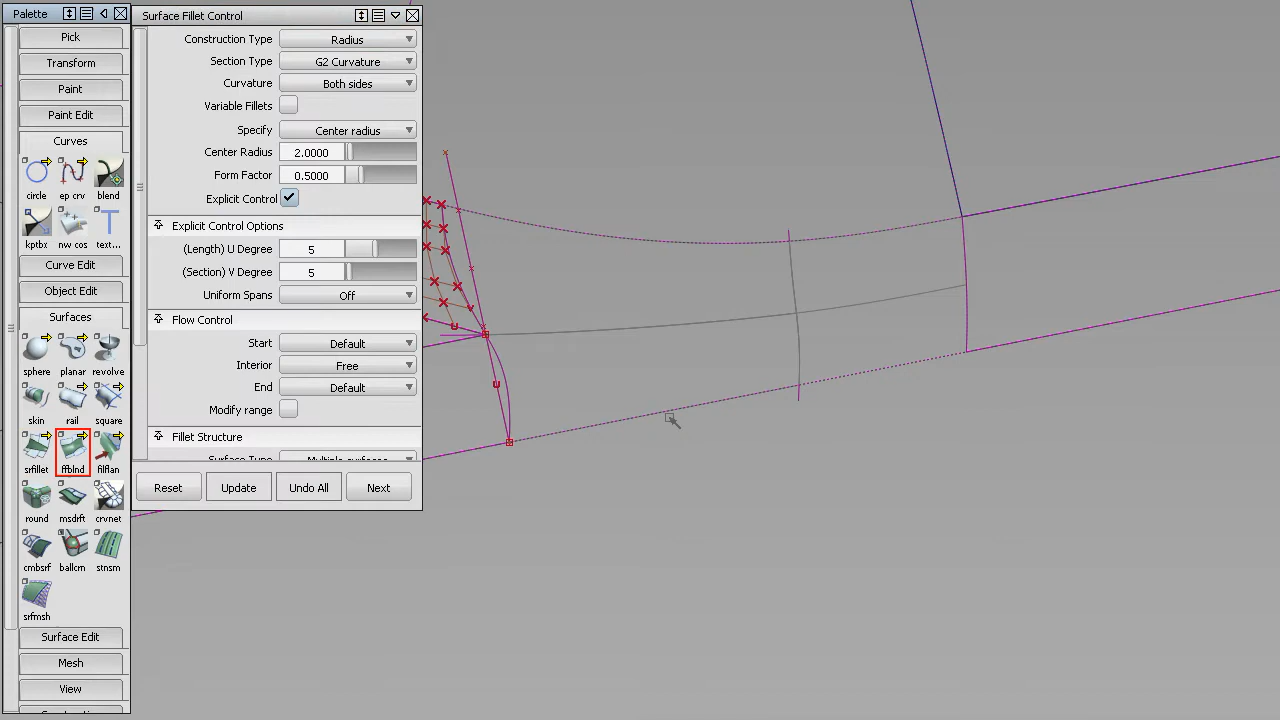 Palette
Pick
Transform
Paint
Paint Edit
Curves
circle
ep crv
blend
kptbx
nw cos
text...
Curve Edit
Object Edit
Surfaces
sphere
planar
revolve
skin
rail
square
srfillet
ffblnd
filflan
round
msdrft
crvnet
cmbsrf
ballcrn
stnsrn
srfmsh
Surface Edit
Mesh
View
Surface Fillet Control
Construction Type Radius
Section Type G2 Curvature
Curvature Both sides
Variable Fillets
Specify Center radius
Center Radius 2.0000
Form Factor 0.5000
Explicit Control
Explicit Control Options
(Length) U Degree 5
(Section) V Degree 5
Uniform Spans Off
Flow Control
Start Default
Interior Free
End Default
Modify range
Fillet Structure
Surface Type Multiple surfaces
Reset
Update
Undo All
Next